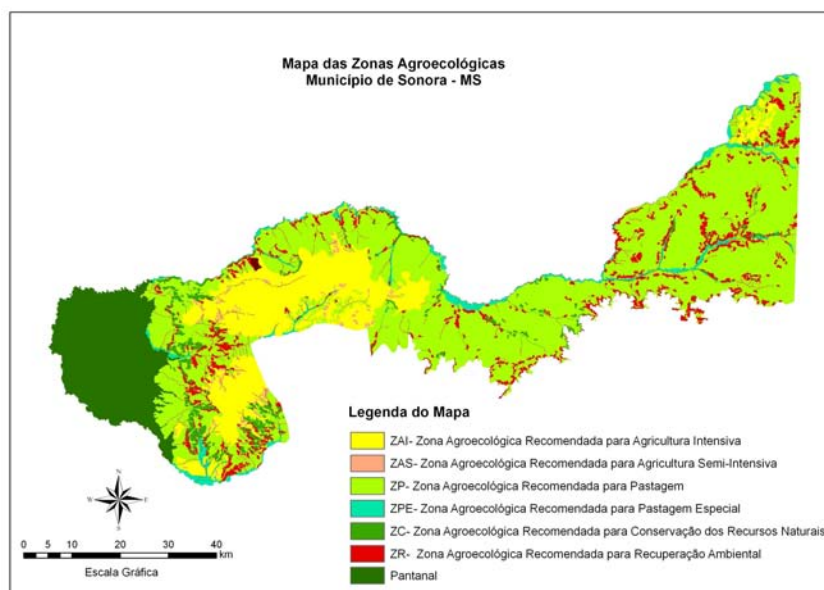 Mapa das Zonas Agroecológicas
Município de Sonora - MS
Legenda do Mapa
ZAI- Zona Agroecológica Recomendada para Agricultura Intensiva
ZAS- Zona Agroecológica Recomendada para Agricultura Semi-Intensiva
ZP- Zona Agroecológica Recomendada para Pastagem
ZPE- Zona Agroecológica Recomendada para Pastagem Especial
ZC- Zona Agroecológica Recomendada para Conservação dos Recursos Naturais
ZR- Zona Agroecológica Recomendada para Recuperação Ambiental
Pantanal
N
W E
S
0 10 20 30 40
km
Escala Gráfica